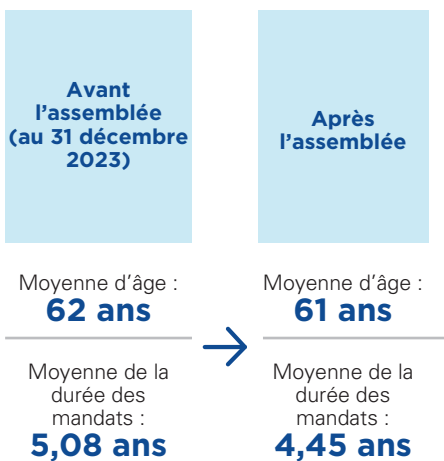 Avant
l’assemblée
(au 31 décembre
2023)
Après
l’assemblée
Moyenne d’âge :
62 ans
Moyenne de la
durée des
mandats :
5,08 ans
Moyenne d’âge :
61 ans
Moyenne de la
durée des
mandats :
4,45 ans